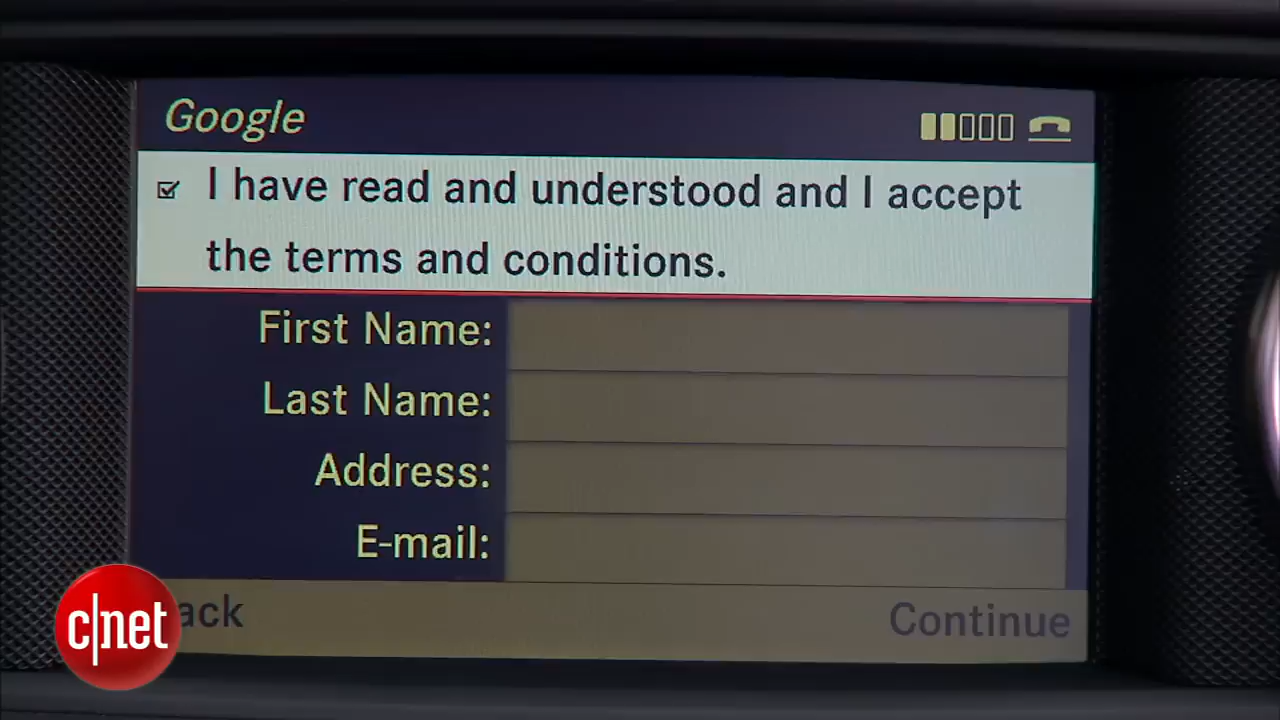 Google
I have read and understood and I accept
the terms and conditions.
First Name:
Last Name:
Address:
E-mail:
ack
Continue
c|net